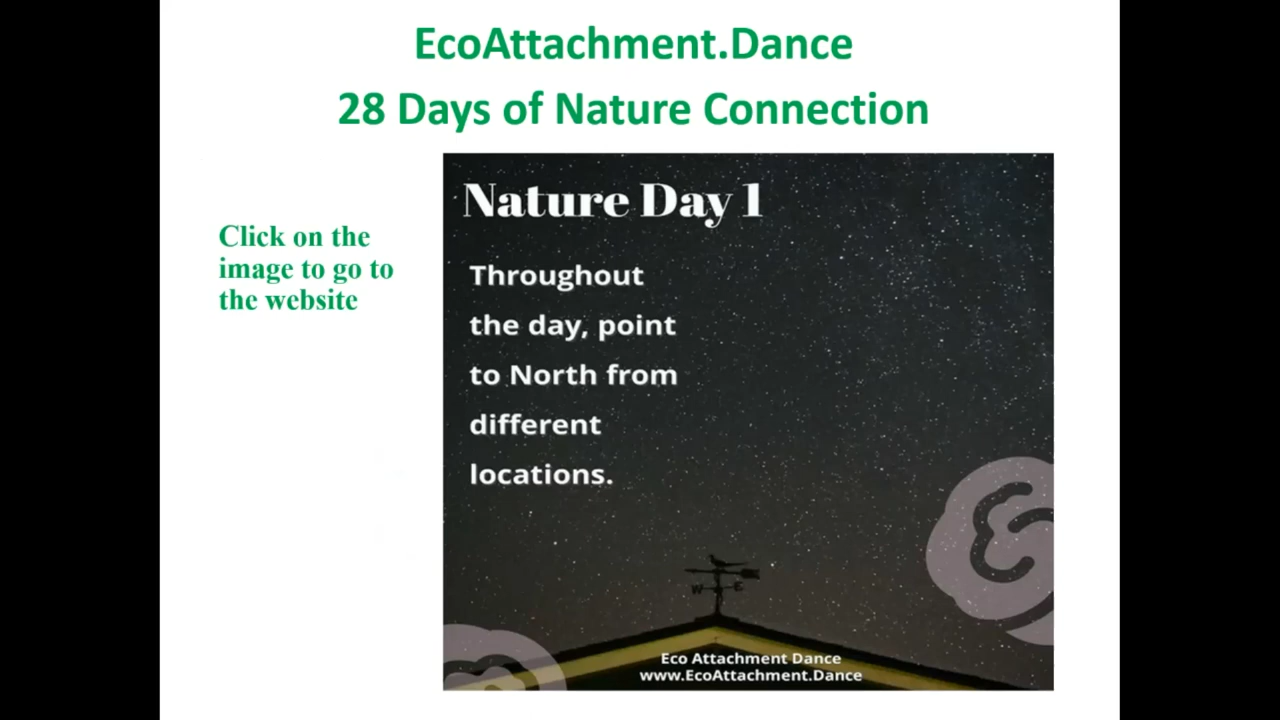 EcoAttachment.Dance
28 Days of Nature Connection
Click on the
image to go to
the website
Nature Day 1
Throughout
the day, point
to North from
different
locations.
W E
Eco Attachment Dance
www.EcoAttachment.Dance